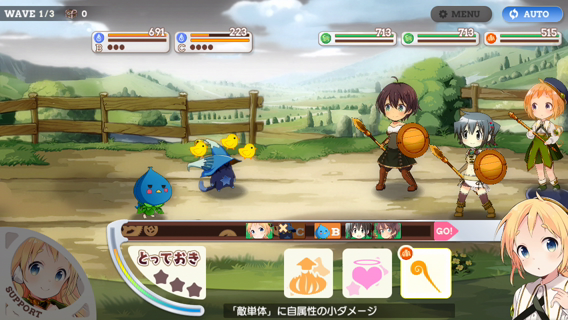 WAVE 1/3 0
MENU
AUTO
691
B
223
C
713
713
515
C
B
GO!
とっておき
SUPPORT
「敵単体」に自属性の小ダメージ